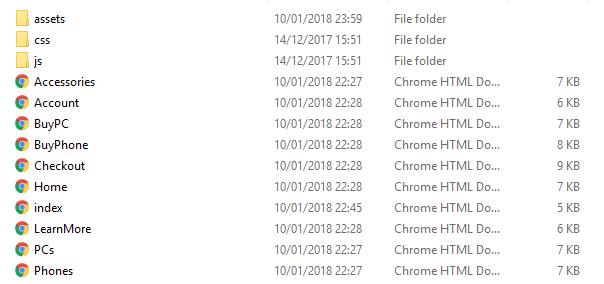 assets 10/01/2018 23:59 File folder
css 14/12/2017 15:51 File folder
js 14/12/2017 15:51 File folder
Accessories 10/01/2018 22:27 Chrome HTML Do... 7 KB
Account 10/01/2018 22:28 Chrome HTML Do... 6 KB
BuyPC 10/01/2018 22:28 Chrome HTML Do... 7 KB
BuyPhone 10/01/2018 22:28 Chrome HTML Do... 8 KB
Checkout 10/01/2018 22:28 Chrome HTML Do... 9 KB
Home 10/01/2018 22:28 Chrome HTML Do... 7 KB
index 10/01/2018 22:45 Chrome HTML Do... 5 KB
LearnMore 10/01/2018 22:28 Chrome HTML Do... 6 KB
PCs 10/01/2018 22:27 Chrome HTML Do... 7 KB
Phones 10/01/2018 22:27 Chrome HTML Do... 7 KB